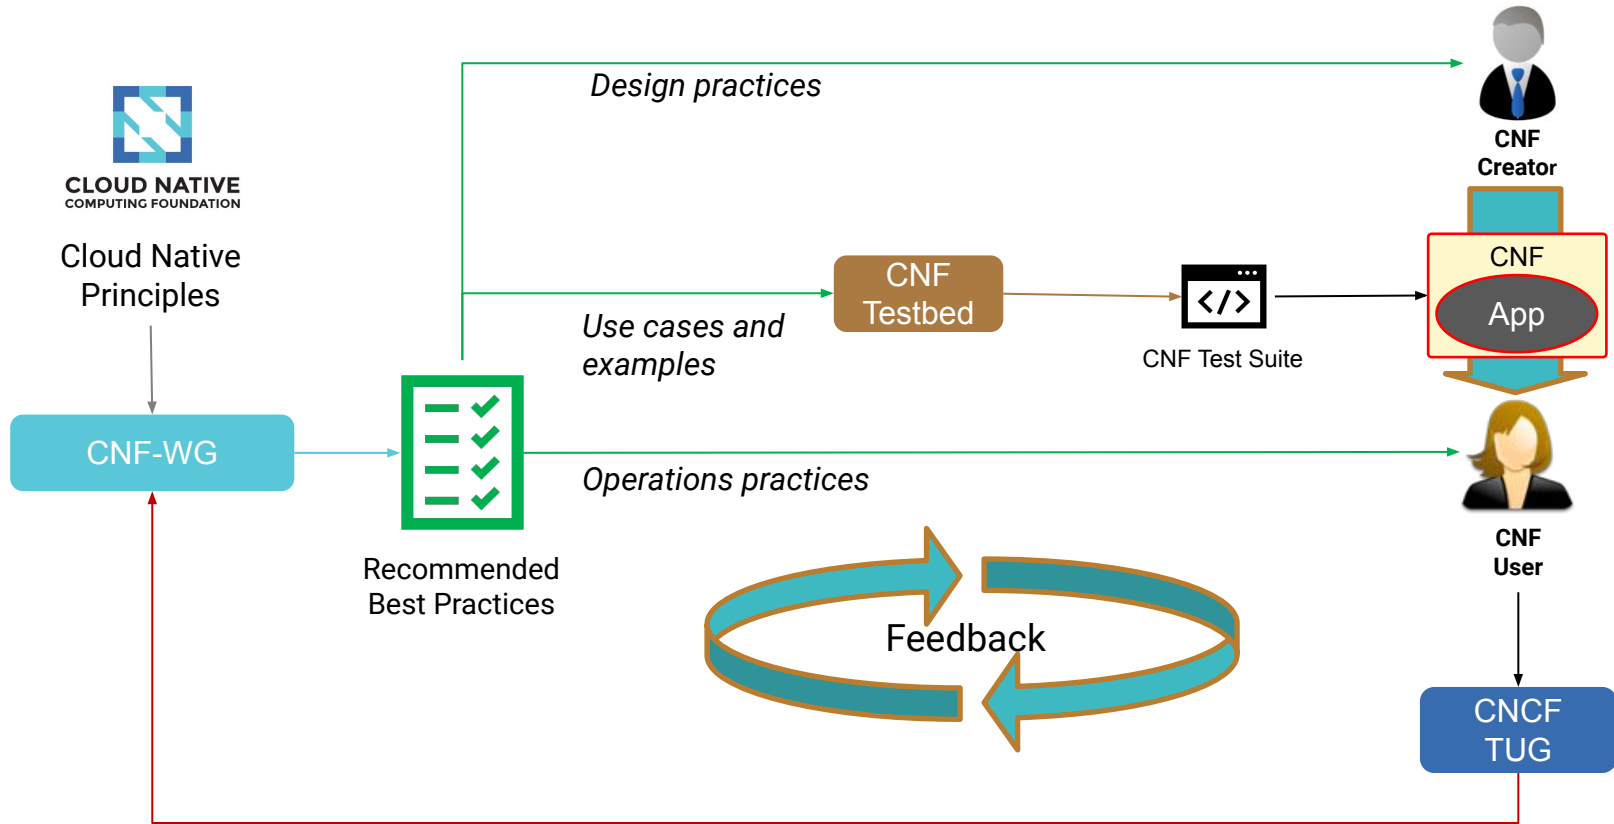 Design practices
CNF
Creator
CLOUD NATIVE
COMPUTING FOUNDATION
Cloud Native
Principles
CNF
App
CNF
Testbed
</>
CNF Test Suite
Use cases and
examples
CNF-WG
Operations practices
Recommended
Best Practices
CNF
User
Feedback
CNCF
TUG